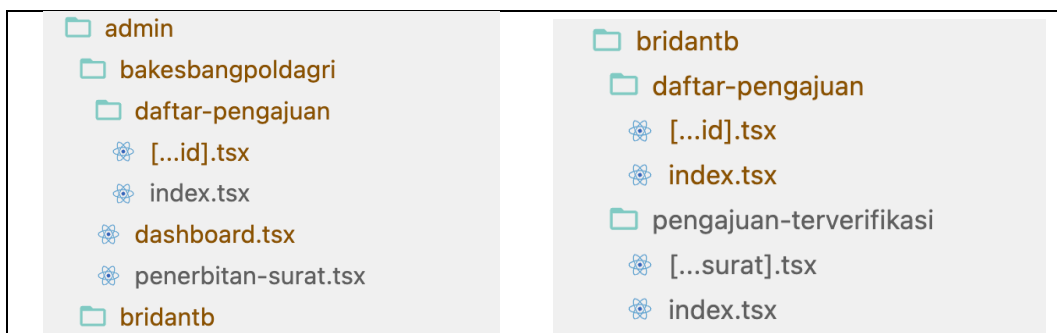 admin
bakesbangpoldagri
daftar-pengajuan
[...id].tsx
index.tsx
dashboard.tsx
penerbitan-surat.tsx
bridantb
bridantb
daftar-pengajuan
[...id].tsx
index.tsx
pengajuan-terverifikasi
[...surat].tsx
index.tsx